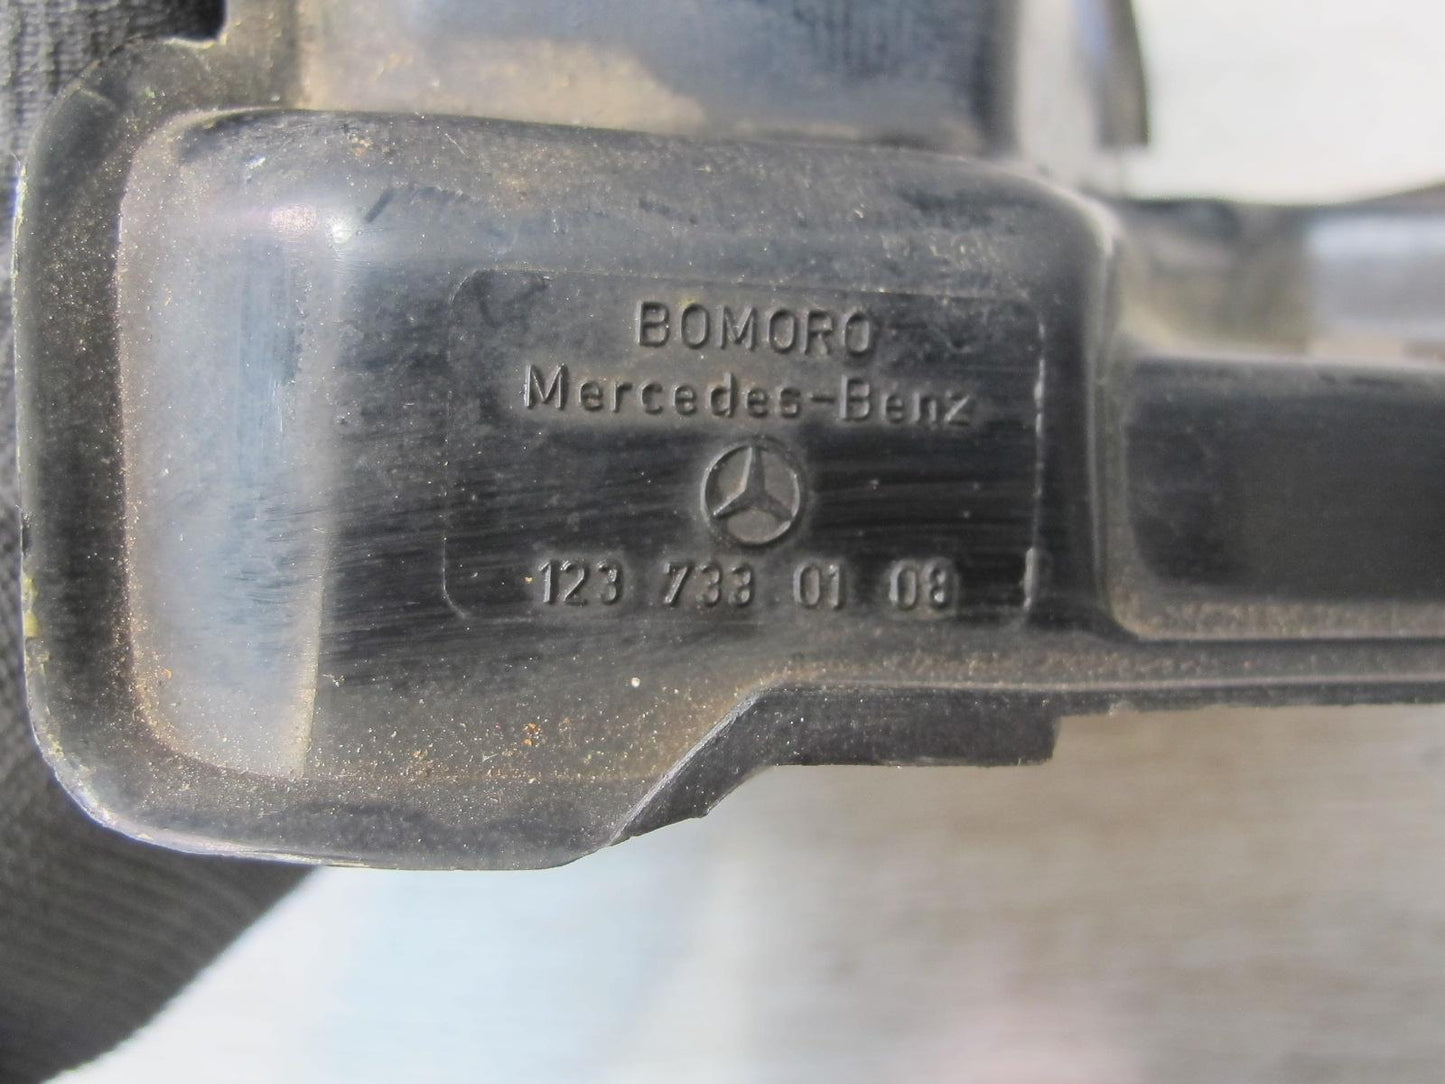 BOMORO
Mercedes-Benz
123 733 01 08